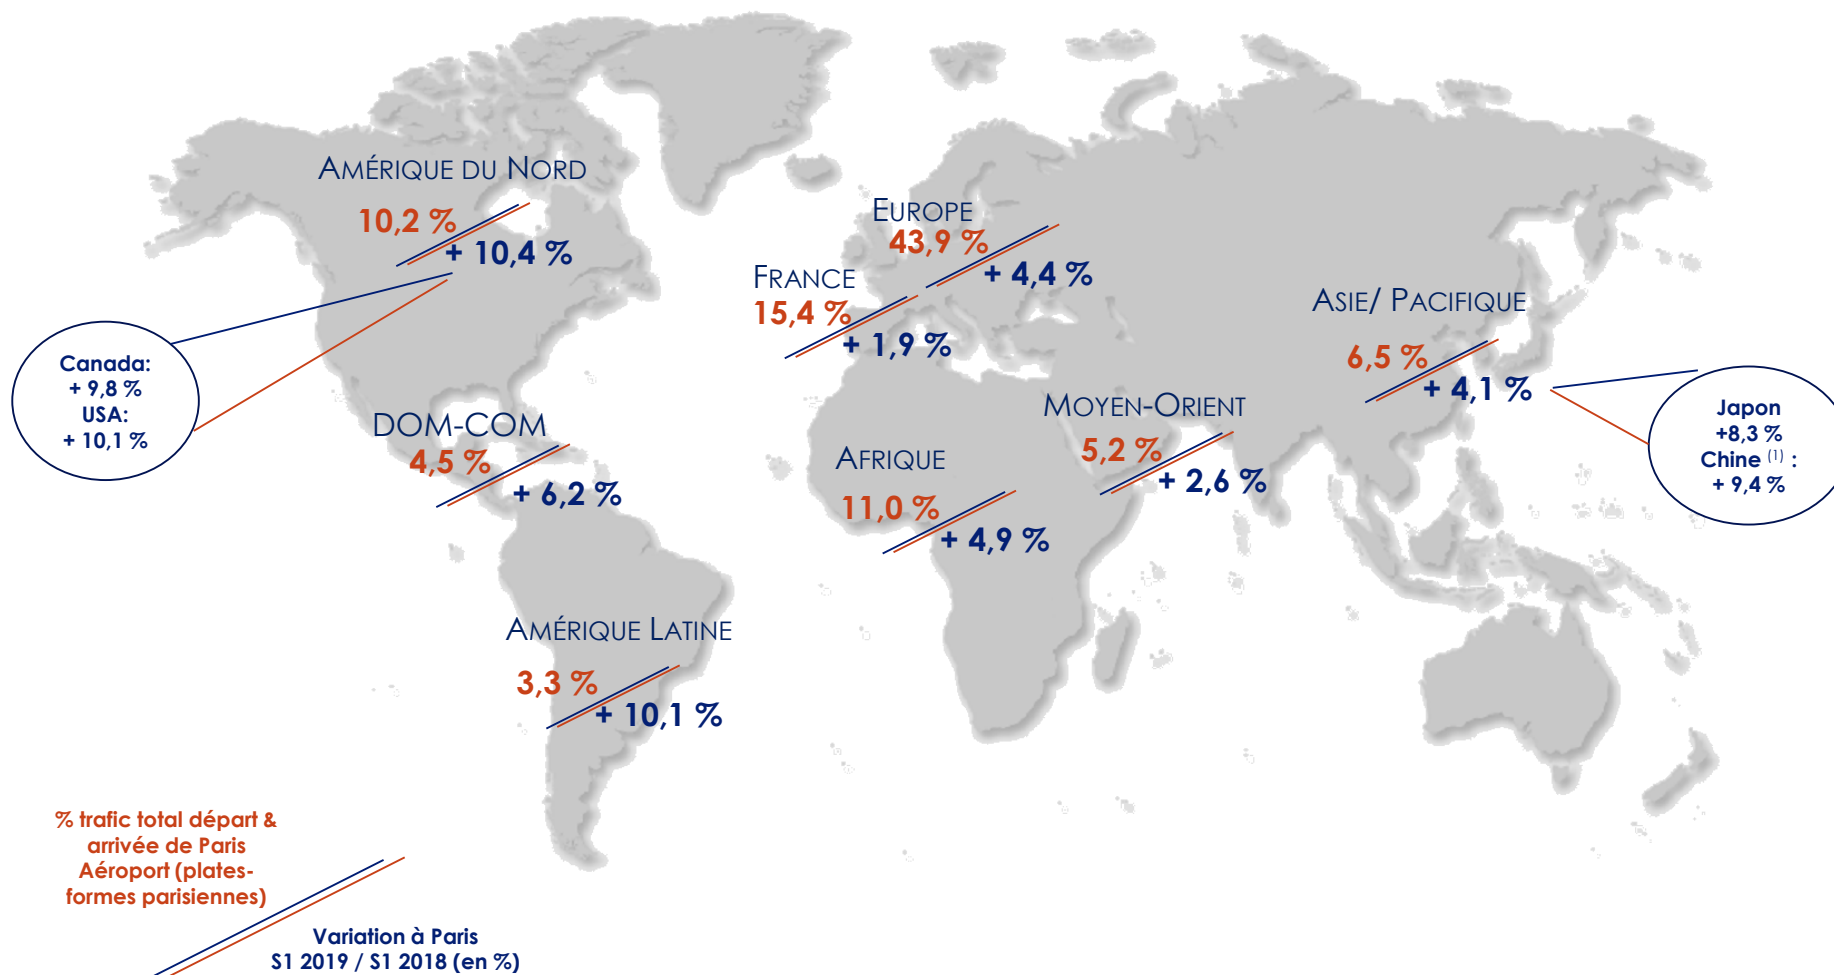 AMÉRIQUE DU NORD
10,2 %
+ 10,4 %
Canada:
+ 9,8 %
USA:
+ 10,1 %
EUROPE
43,9 %
+ 4,4 %
FRANCE
15,4 %
+ 1,9 %
ASIE/ PACIFIQUE
6,5 %
+ 4,1 %
Japon
+8,3 %
Chine (1) :
+ 9,4 %
DOM-COM
4,5 %
+ 6,2 %
MOYEN-ORIENT
5,2 %
+ 2,6 %
AFRIQUE
11,0 %
+ 4,9 %
AMÉRIQUE LATINE
3,3 %
+ 10,1 %
% trafic total départ &
arrivée de Paris
Aéroport (plates-
formes parisiennes)
Variation à Paris
S1 2019 / S1 2018 (en %)